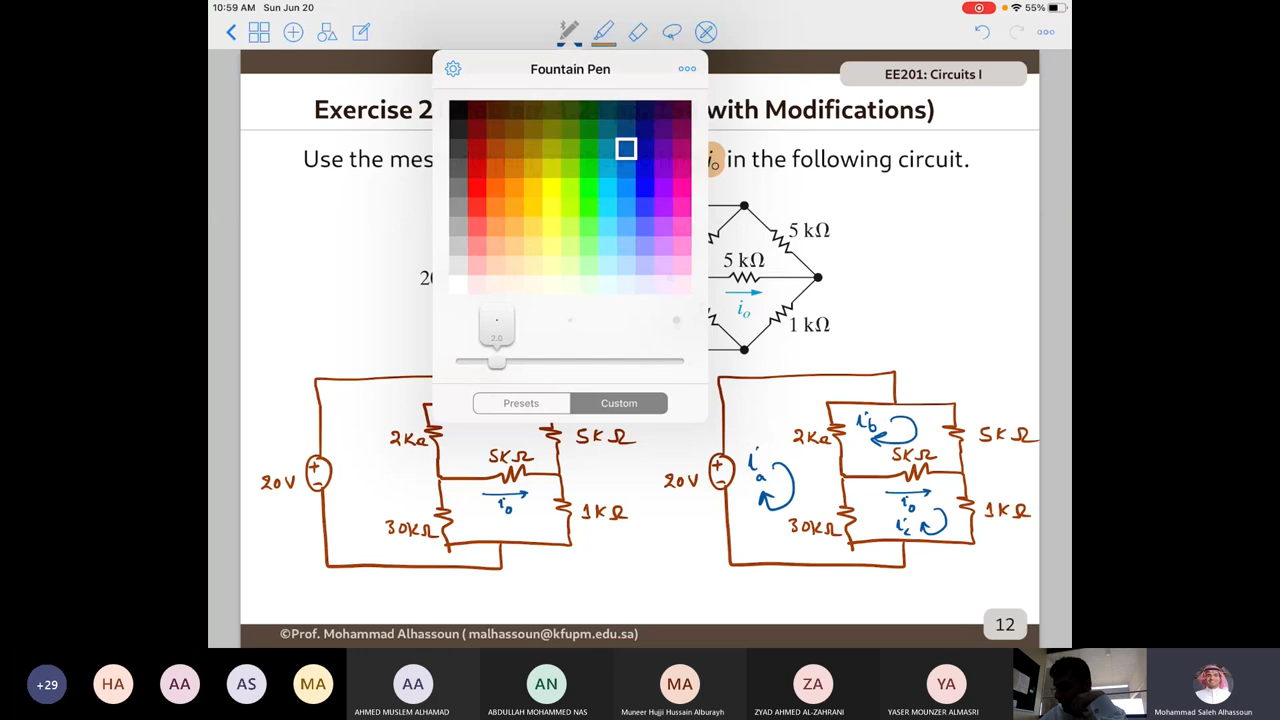 10:59 AM Sun Jun 20
55%
EE201: Circuits I
Fountain Pen
Exercise 2 with Modifications)
Use the mes io in the following circuit.
5 kΩ
5 kΩ
20
io
1 kΩ
2.0
Presets Custom
2KΩ 5KΩ 5KΩ
20V
io
30KΩ 1KΩ
ib
2KΩ 5KΩ 5KΩ
ia
20V
io
30KΩ ic 1KΩ
12
©Prof. Mohammad Alhassoun ( malhassoun@kfupm.edu.sa)
+29 HA AA AS MA AA AN MA ZA YA
AHMED MUSLEM ALHAMAD ABDULLAH MOHAMMED NAS Muneer Hujji Hussain Alburayh ZYAD AHMED AL-ZAHRANI YASER MOUNZER ALMASRI Mohammad Saleh Alhassoun